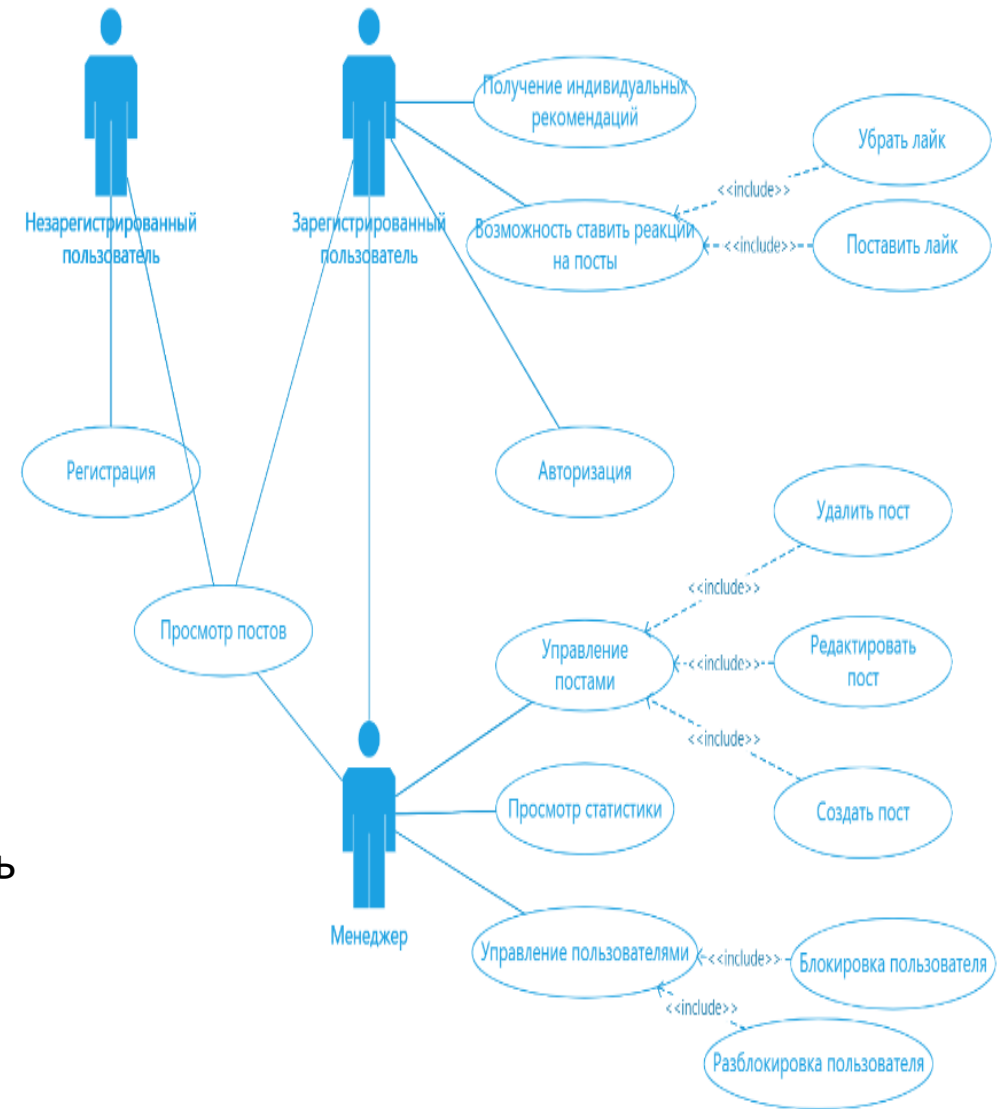 Получение индивидуальных
рекомендаций
Убрать лайк
<<include>>
Незарегистрированный
пользователь
Зарегистрированный
пользователь
Возможность ставить реакции
на посты
<<include>>
Поставить лайк
Регистрация
Авторизация
Удалить пост
<<include>>
Просмотр постов
Управление
постами
<<include>>
Редактировать
пост
<<include>>
Просмотр статистики
Создать пост
ь
Менеджер
Управление пользователями
<<include>>
Блокировка пользователя
<<include>>
Разблокировка пользователя